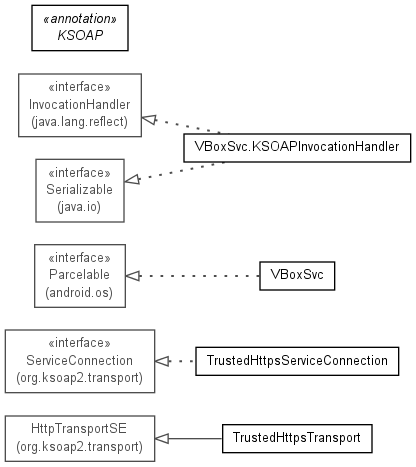 «annotation»
KSOAP
«interface»
InvocationHandler
(java.lang.reflect)
VBoxSvc.KSOAPInvocationHandler
«interface»
Serializable
(java.io)
«interface»
Parcelable
(android.os)
VBoxSvc
«interface»
ServiceConnection
(org.ksoap2.transport)
TrustedHttpsServiceConnection
HttpTransportSE
(org.ksoap2.transport)
TrustedHttpsTransport